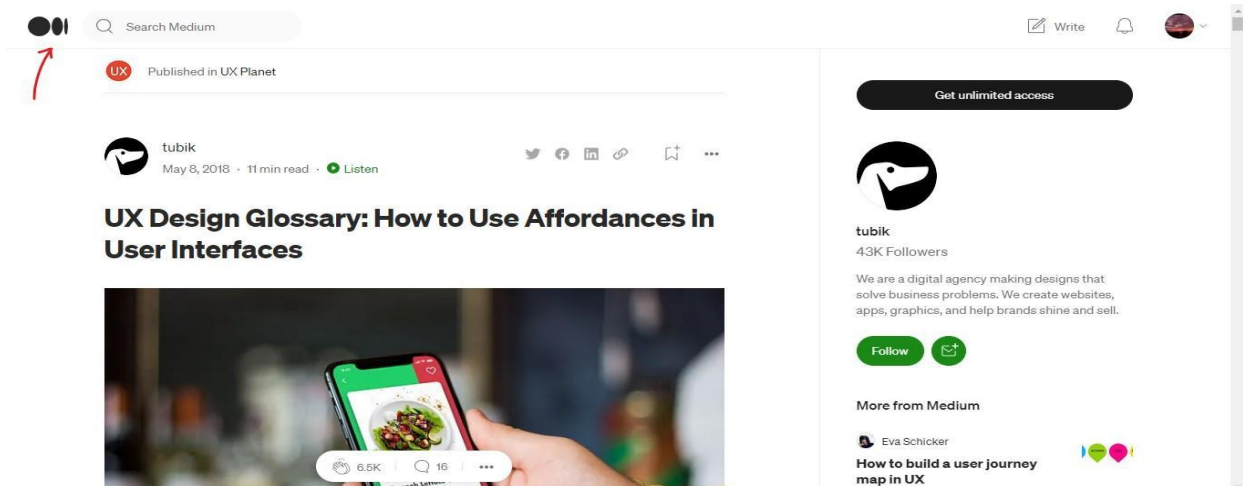 Search Medium
Write
UX
Published in UX Planet
Get unlimited access
tubik
May 8, 2018 · 11 min read · Listen
UX Design Glossary: How to Use Affordances in
User Interfaces
6.5K
16
tubik
43K Followers
We are a digital agency making designs that
solve business problems. We create websites,
apps, graphics, and help brands shine and sell.
Follow
More from Medium
Eva Schicker
How to build a user journey
map in UX